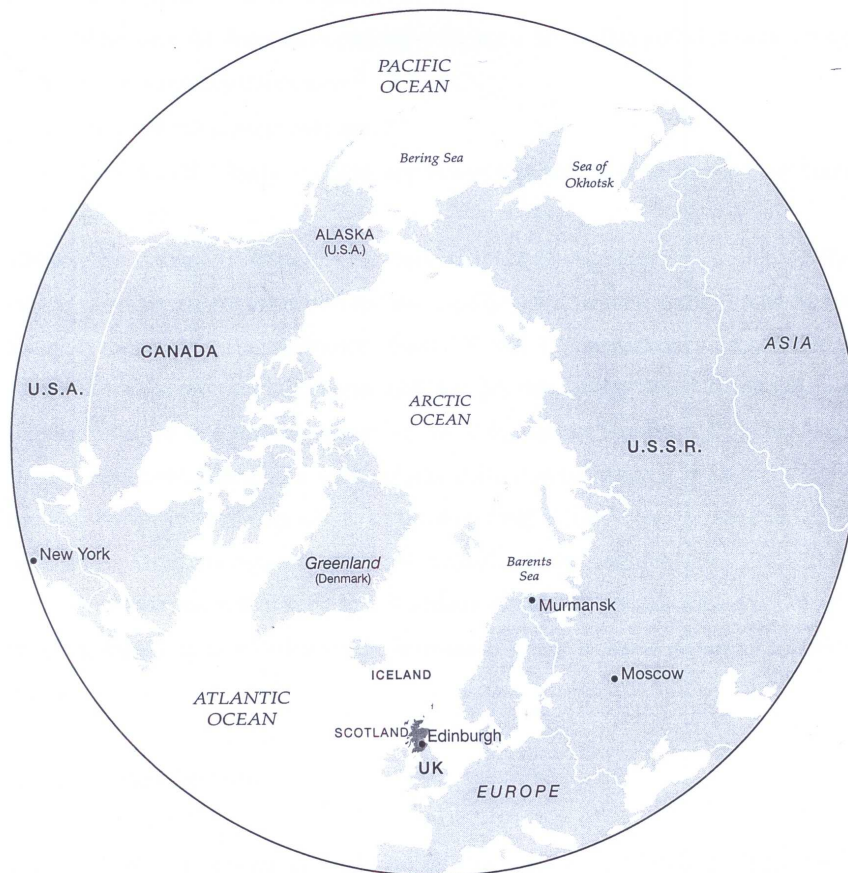 PACIFIC
OCEAN
Bering Sea
Sea of
Okhotsk
ALASKA
(U.S.A.)
CANADA
ASIA
U.S.A.
ARCTIC
OCEAN
U.S.S.R.
New York
Greenland
(Denmark)
Barents
Sea
Murmansk
ICELAND
Moscow
ATLANTIC
OCEAN
SCOTLAND
Edinburgh
UK
EUROPE